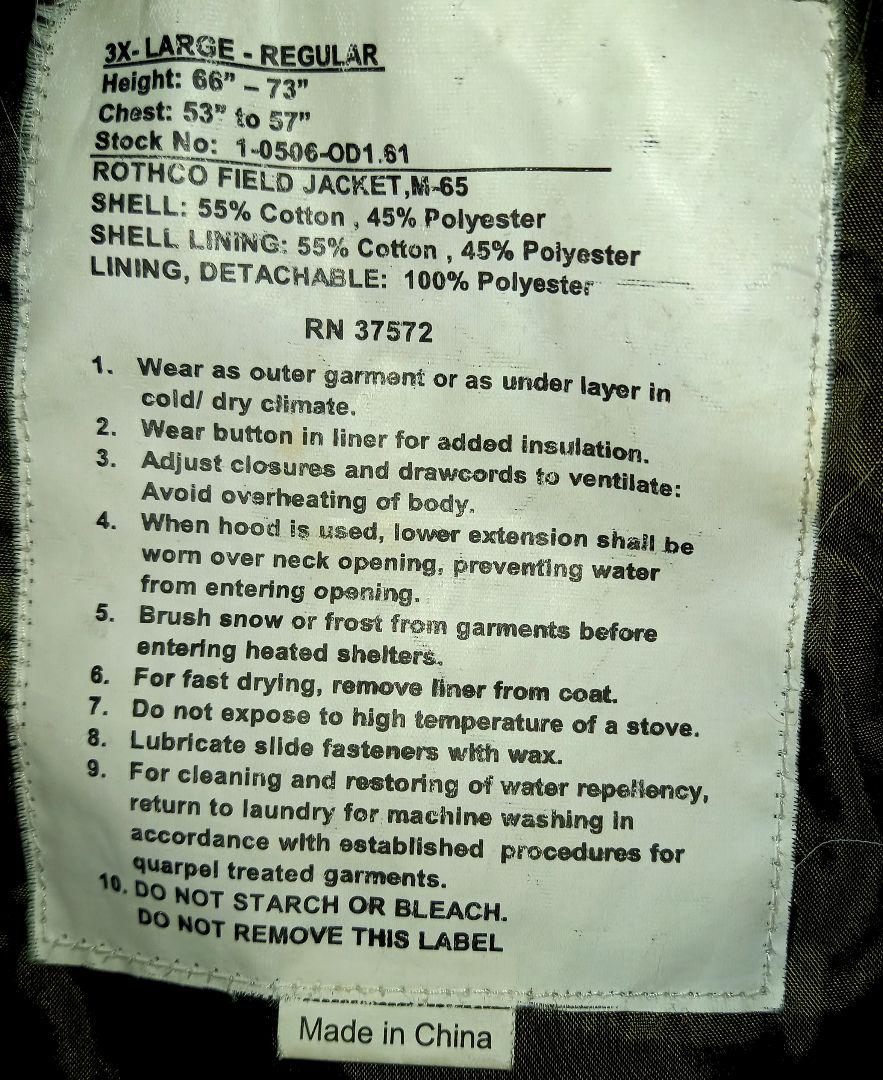 3X-LARGE - REGULAR
Height: 66” – 73”
Chest: 53” to 57”
Stock No: 1-0506-OD1.61
ROTHCO FIELD JACKET,M-65
SHELL: 55% Cotton , 45% Polyester
SHELL LINING: 55% Cotton , 45% Polyester
LINING, DETACHABLE: 100% Polyester
RN 37572
1. Wear as outer garment or as under layer in
cold/ dry climate.
2. Wear button in liner for added insulation.
3. Adjust closures and drawcords to ventilate:
Avoid overheating of body.
4. When hood is used, lower extension shall be
worn over neck opening, preventing water
from entering opening.
5. Brush snow or frost from garments before
entering heated shelters.
6. For fast drying, remove liner from coat.
7. Do not expose to high temperature of a stove.
8. Lubricate slide fasteners with wax.
9. For cleaning and restoring of water repellency,
return to laundry for machine washing in
accordance with established procedures for
quarpel treated garments.
10. DO NOT STARCH OR BLEACH.
DO NOT REMOVE THIS LABEL
Made in China